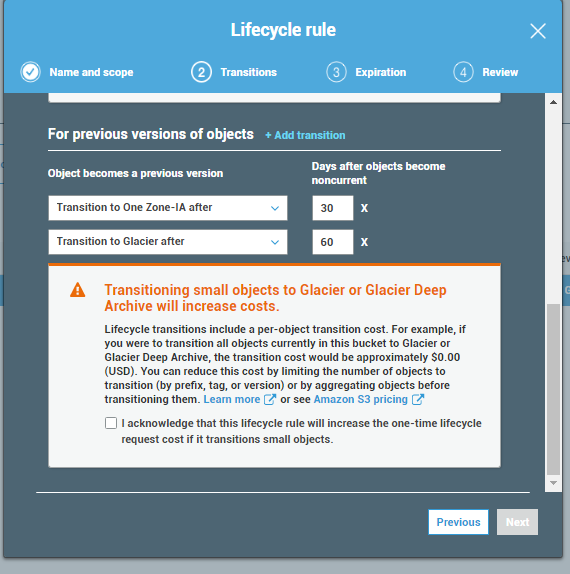 Lifecycle rule
Name and scope
2 Transitions
3 Expiration
4 Review
For previous versions of objects + Add transition
Object becomes a previous version
Days after objects become
noncurrent
Transition to One Zone-IA after
30 X
Transition to Glacier after
60 X
Transitioning small objects to Glacier or Glacier Deep
Archive will increase costs.
Lifecycle transitions include a per-object transition cost. For example, if
you were to transition all objects currently in this bucket to Glacier or
Glacier Deep Archive, the transition cost would be approximately $0.00
(USD). You can reduce this cost by limiting the number of objects to
transition (by prefix, tag, or version) or by aggregating objects before
transitioning them. Learn more or see Amazon S3 pricing
I acknowledge that this lifecycle rule will increase the one-time lifecycle
request cost if it transitions small objects.
Previous
Next